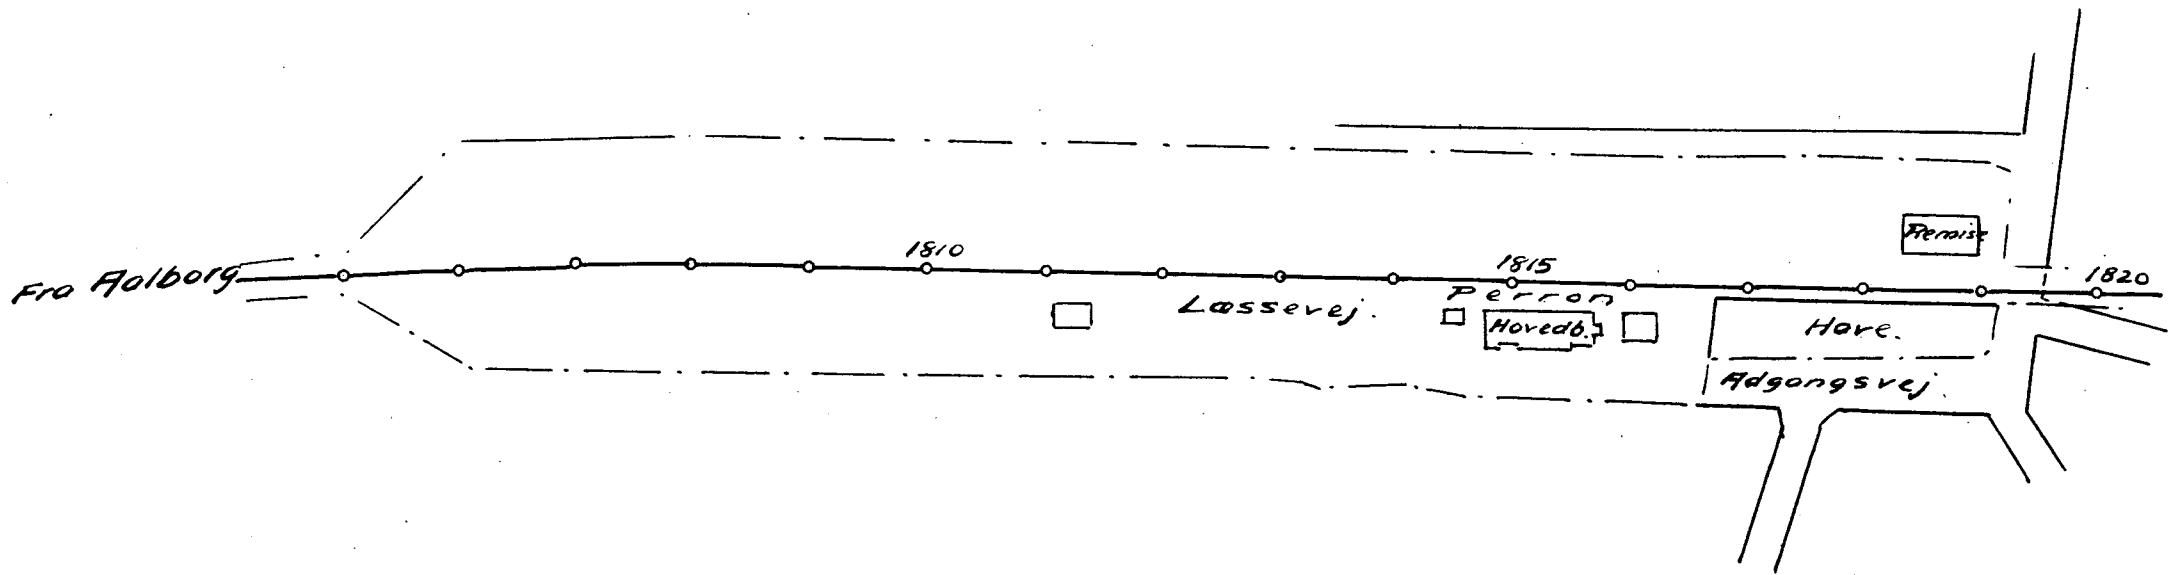 Fra Aalborg
1810
1815
1820
Remise
Læssevej.
Perron
Hovedb.
Have.
Adgangsvej.